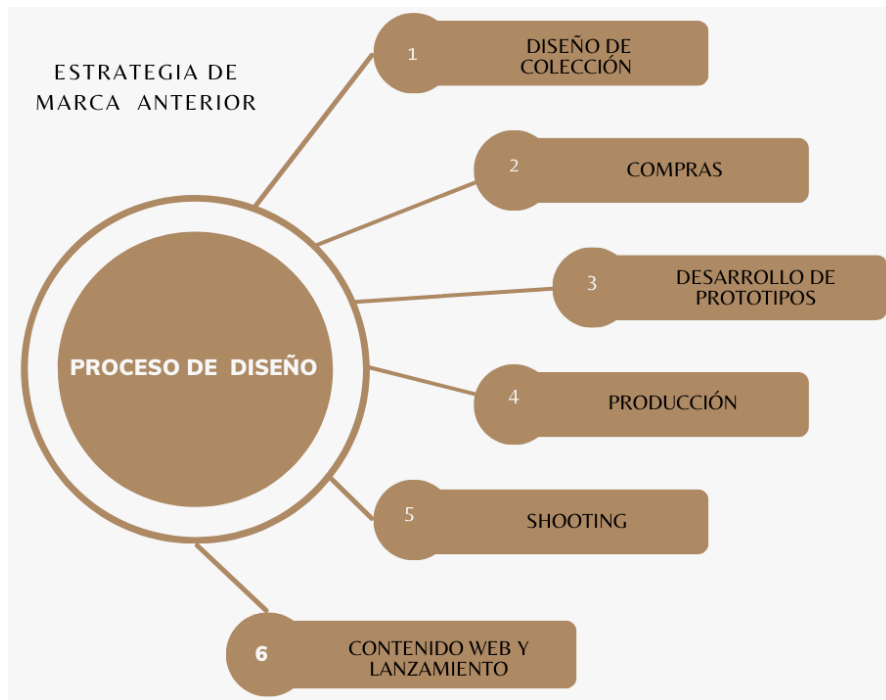 ESTRATEGIA DE
MARCA ANTERIOR
PROCESO DE DISEÑO
1
DISEÑO DE
COLECCIÓN
2
COMPRAS
3
DESARROLLO DE
PROTOTIPOS
4
PRODUCCIÓN
5
SHOOTING
6
CONTENIDO WEB Y
LANZAMIENTO